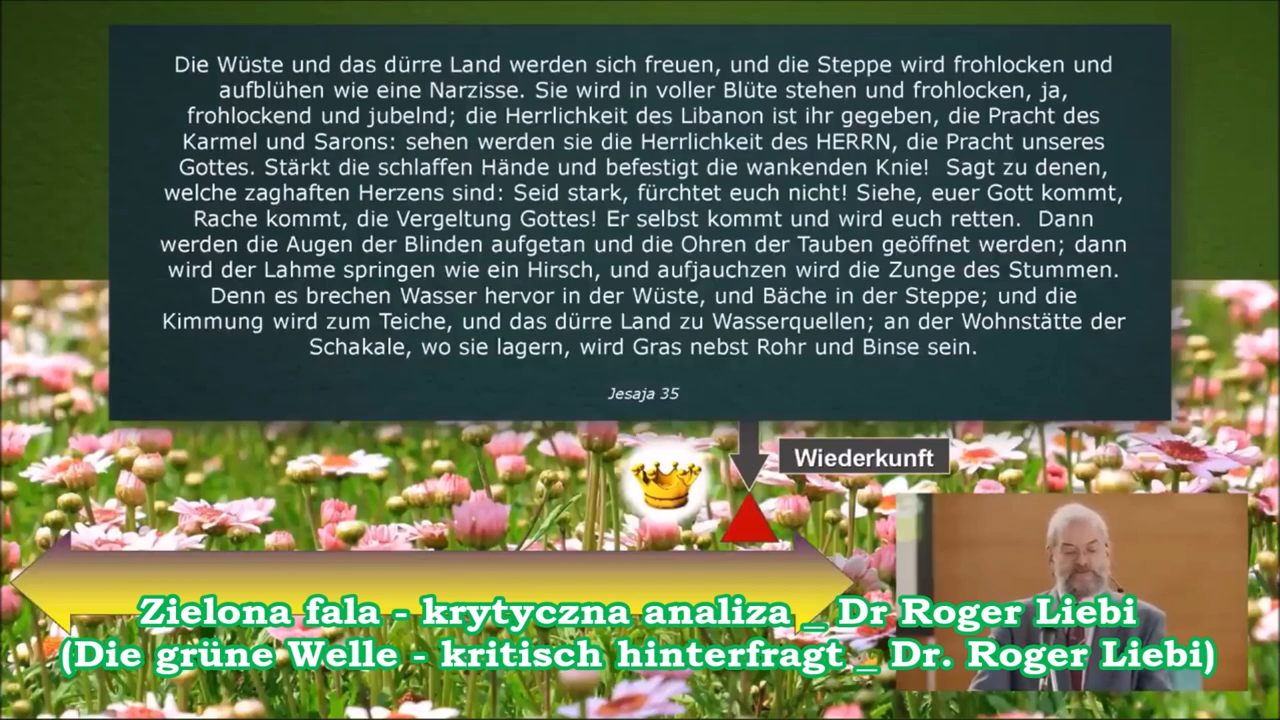 Die Wüste und das dürre Land werden sich freuen, und die Steppe wird frohlocken und
aufblühen wie eine Narzisse. Sie wird in voller Blüte stehen und frohlocken, ja,
frohlockend und jubelnd; die Herrlichkeit des Libanon ist ihr gegeben, die Pracht des
Karmel und Sarons: sehen werden sie die Herrlichkeit des HERRN, die Pracht unseres
Gottes. Stärkt die schlaffen Hände und befestigt die wankenden Knie!  Sagt zu denen,
welche zaghaften Herzens sind: Seid stark, fürchtet euch nicht! Siehe, euer Gott kommt,
Rache kommt, die Vergeltung Gottes! Er selbst kommt und wird euch retten.  Dann
werden die Augen der Blinden aufgetan und die Ohren der Tauben geöffnet werden; dann
wird der Lahme springen wie ein Hirsch, und aufjauchzen wird die Zunge des Stummen.
Denn es brechen Wasser hervor in der Wüste, und Bäche in der Steppe; und die
Kimmung wird zum Teiche, und das dürre Land zu Wasserquellen; an der Wohnstätte der
Schakale, wo sie lagern, wird Gras nebst Rohr und Binse sein.
Jesaja 35
Wiederkunft
Zielona fala - krytyczna analiza _ Dr Roger Liebi
(Die grüne Welle - kritisch hinterfragt _ Dr. Roger Liebi)